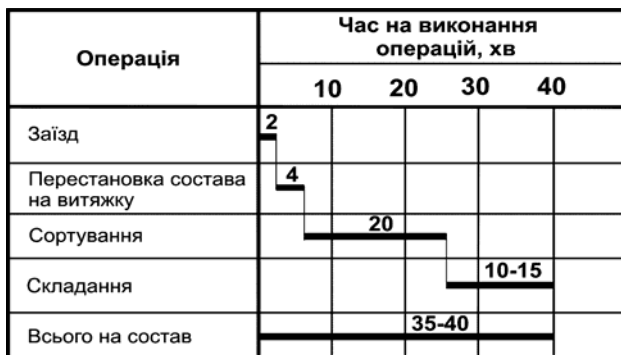 Операція
Час на виконання
операцій, хв
10 20 30 40
Заїзд
2
Перестановка состава
на витяжку
4
Сортування
20
Складання
10-15
Всього на состав
35-40